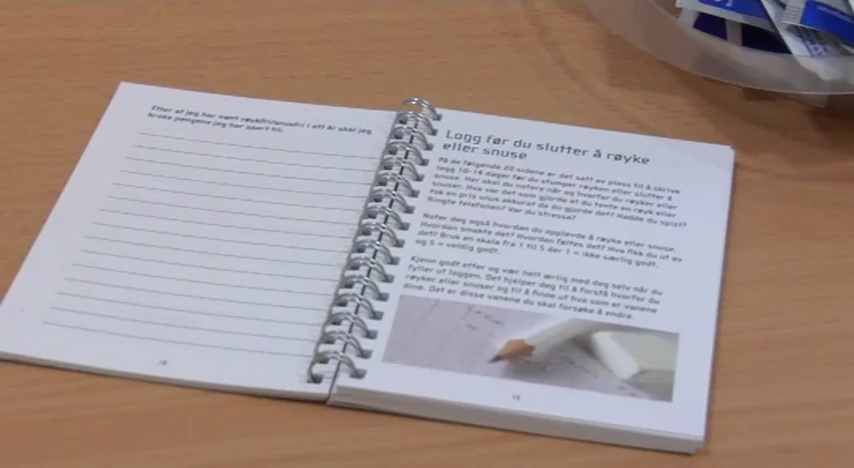 Etter at jeg har vært røykfri/snusfri i ett år skal jeg
bruke pengene jeg har spart til:
Logg før du slutter å røyke
eller snuse
På de følgende 20 sidene er det satt av plass til å skrive
logg 10-14 dager før du stumper røyken eller slutter å
snuse. Her skal du notere når og hvorfor du røyker eller
snuser. Hva var det som gjorde at du tente en røyk eller
tok en pris snus akkurat da du gjorde det? Hadde du spist?
Ringte telefonen? Var du stressa?
Noter deg også hvordan du opplevde å røyke eller snuse.
Hvordan smakte det? Hvordan føltes det? Hva fikk du ut av
det? Bruk en skala fra 1 til 5 der 1 = ikke særlig godt,
og 5 = veldig godt.
Kjenn godt etter og vær helt ærlig med deg selv når du
fyller ut loggen. Det hjelper deg til å forstå hvorfor du
røyker eller snuser og til å finne ut hva som er vanene
dine. Det er disse vanene du skal forsøke å endre.